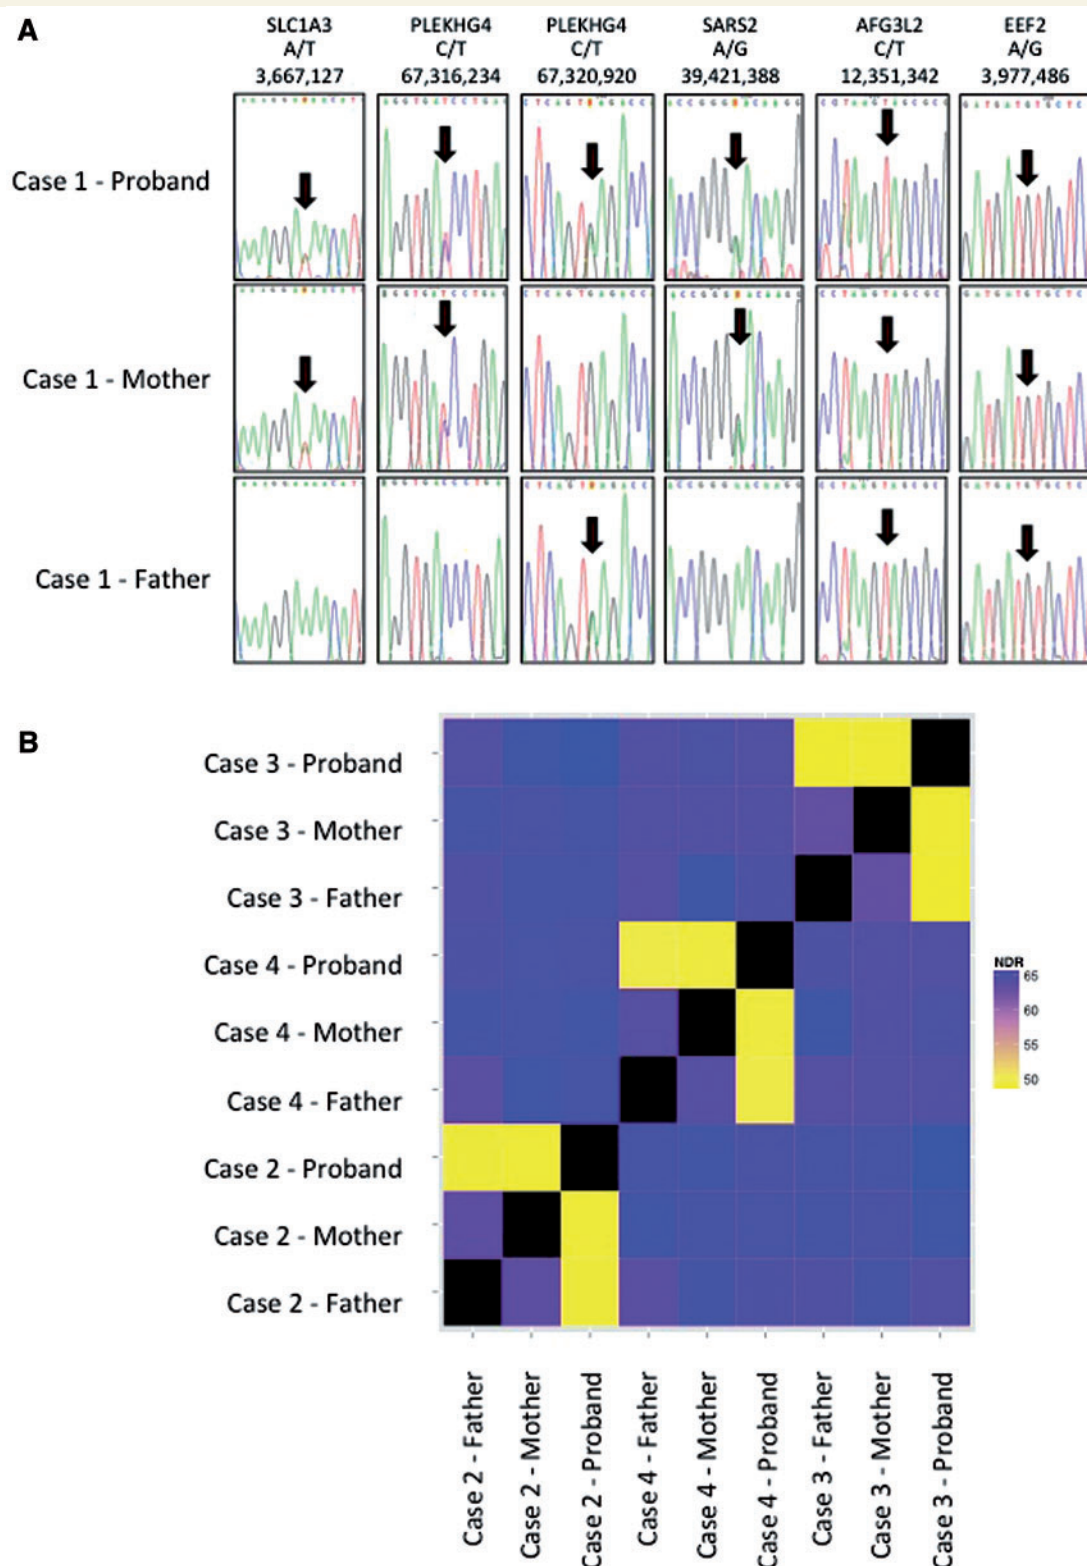 A
SLC1A3 PLEKHG4 PLEKHG4 SARS2 AFG3L2 EEF2
A/T C/T C/T A/G C/T A/G
3,667,127 67,316,234 67,320,920 39,421,388 12,351,342 3,977,486
Case 1 - Proband
Case 1 - Mother
Case 1 - Father
B
Case 3 - Proband
Case 3 - Mother
Case 3 - Father
Case 4 - Proband
Case 4 - Mother
Case 4 - Father
Case 2 - Proband
Case 2 - Mother
Case 2 - Father
NDR
65
60
55
50
Case 2 - Father
Case 2 - Mother
Case 2 - Proband
Case 4 - Father
Case 4 - Mother
Case 4 - Proband
Case 3 - Father
Case 3 - Mother
Case 3 - Proband